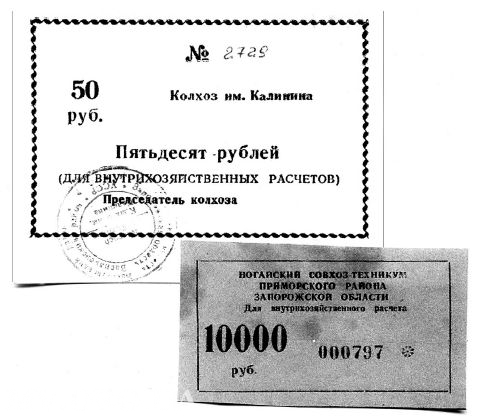 № 2729
50
руб.
Колхоз им. Калинина
Пятьдесят рублей
(ДЛЯ ВНУТРИХОЗЯЙСТВЕННЫХ РАСЧЕТОВ)
Председатель колхоза
НОГАЙСКИЙ СОВХОЗ-ТЕХНИКУМ
ПРИМОРСКОГО РАЙОНА
ЗАПОРОЖСКОЙ ОБЛАСТИ
Для внутрихозяйственного расчета
10000
руб.
000797